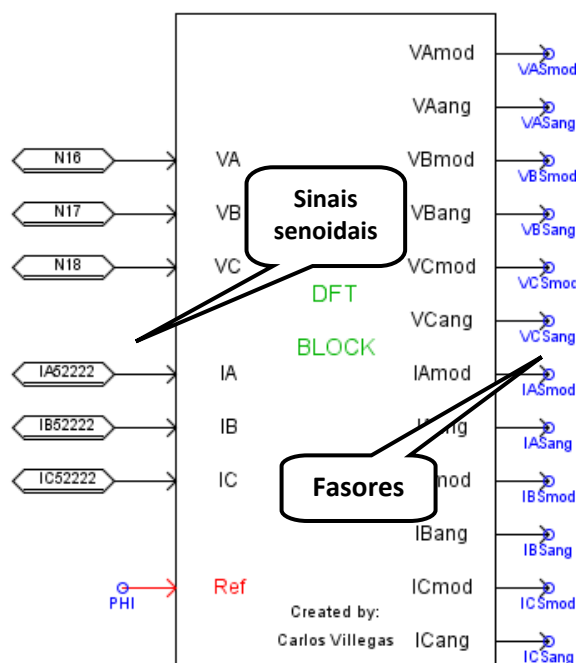 VAmod
VASmod
VAang
VASang
N16
VA
VBmod
VBSmod
N17
VB
VBang
VBSang
N18
VC
VCmod
VCSmod
Sinais
senoidais
DFT
BLOCK
VCang
VCSang
IA52222
IA
IAmod
IASmod
IB52222
IB
ng
IASang
IC52222
IC
mod
IBSmod
Fasores
IBang
IBSang
PHI
Ref
ICmod
ICSmod
Created by:
Carlos Villegas
ICang
ICSang